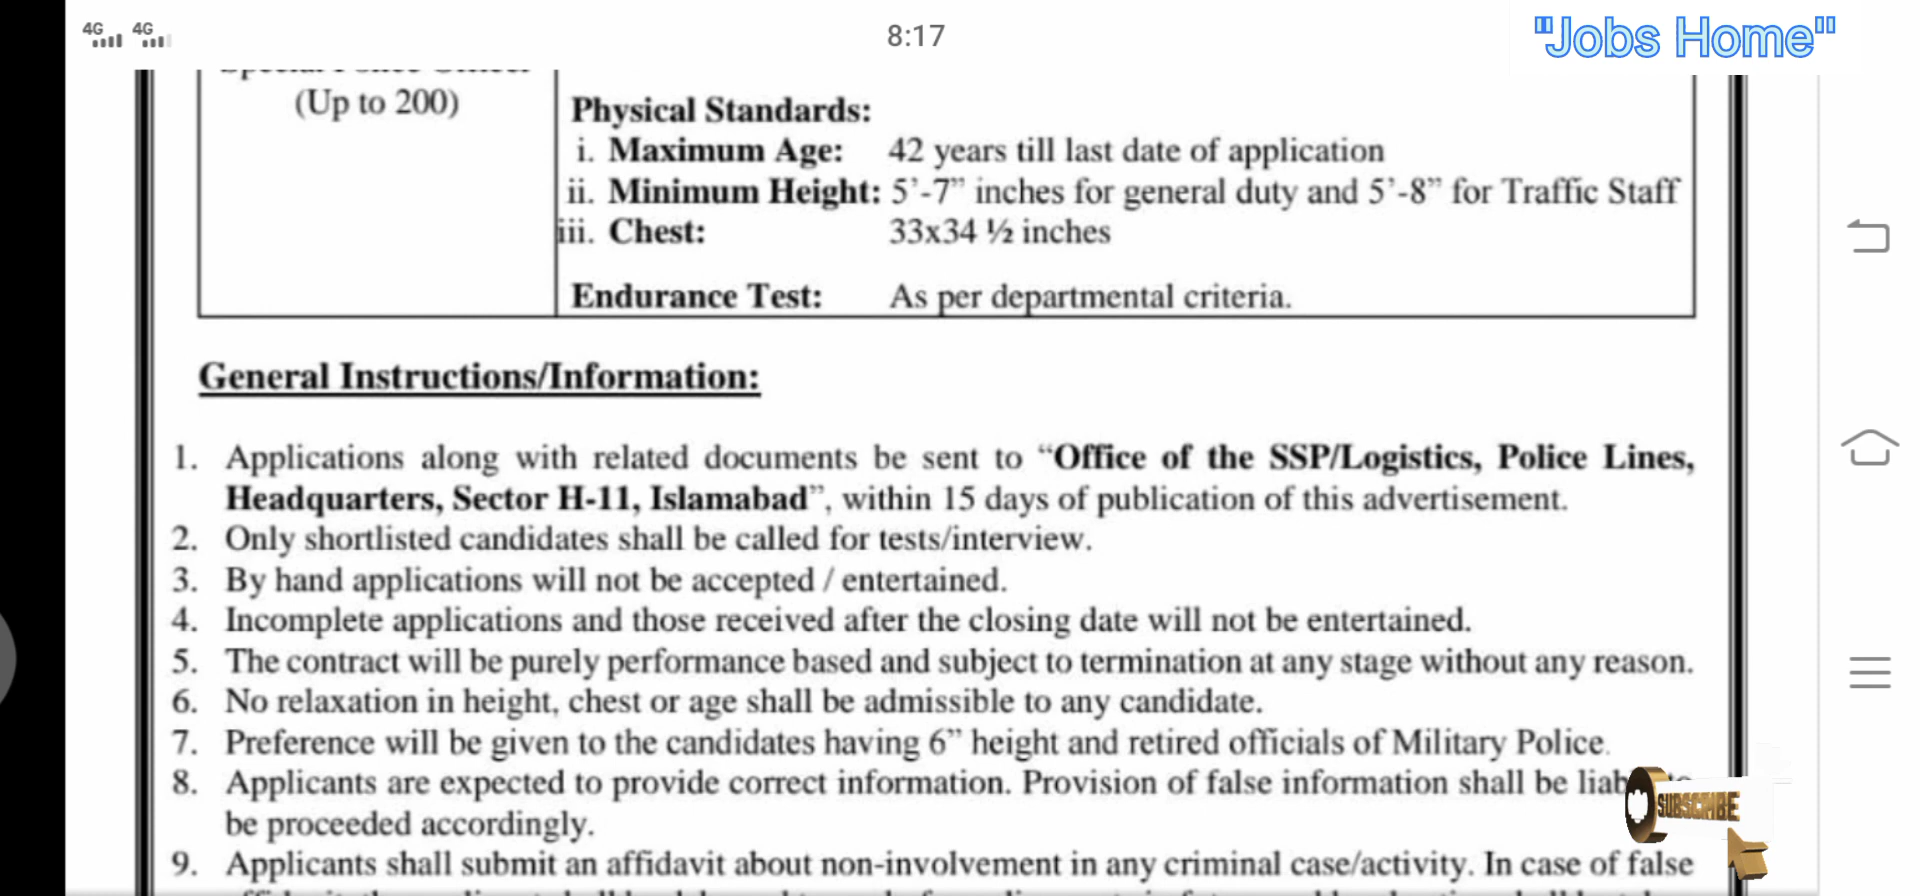 4G 4G
8:17
"Jobs Home"
(Up to 200)
Physical Standards:
i. Maximum Age: 42 years till last date of application
ii. Minimum Height: 5’-7” inches for general duty and 5’-8” for Traffic Staff
iii. Chest: 33x34 ½ inches
Endurance Test: As per departmental criteria.
General Instructions/Information:
1. Applications along with related documents be sent to “Office of the SSP/Logistics, Police Lines,
Headquarters, Sector H-11, Islamabad”, within 15 days of publication of this advertisement.
2. Only shortlisted candidates shall be called for tests/interview.
3. By hand applications will not be accepted / entertained.
4. Incomplete applications and those received after the closing date will not be entertained.
5. The contract will be purely performance based and subject to termination at any stage without any reason.
6. No relaxation in height, chest or age shall be admissible to any candidate.
7. Preference will be given to the candidates having 6” height and retired officials of Military Police.
8. Applicants are expected to provide correct information. Provision of false information shall be
be proceeded accordingly.
SUBSCRIBE
9. Applicants shall submit an affidavit about non-involvement in any criminal case/activity. In case of false